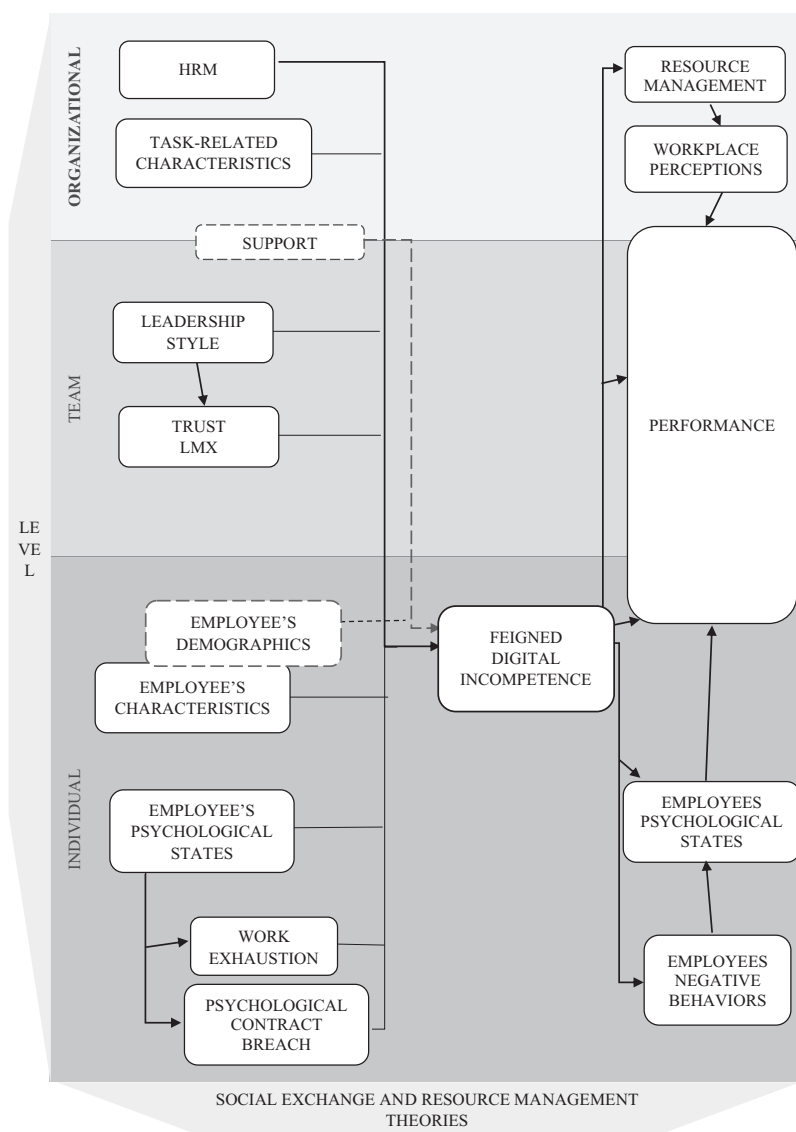 ORGANIZATIONAL
HRM
TASK-RELATED
CHARACTERISTICS
SUPPORT
RESOURCE
MANAGEMENT
WORKPLACE
PERCEPTIONS
TEAM
LEADERSHIP
STYLE
TRUST
LMX
PERFORMANCE
LE
VE
L
INDIVIDUAL
EMPLOYEE'S
DEMOGRAPHICS
EMPLOYEE'S
CHARACTERISTICS
FEIGNED
DIGITAL
INCOMPETENCE
EMPLOYEE'S
PSYCHOLOGICAL
STATES
WORK
EXHAUSTION
PSYCHOLOGICAL
CONTRACT
BREACH
EMPLOYEES
PSYCHOLOGICAL
STATES
EMPLOYEES
NEGATIVE
BEHAVIORS
SOCIAL EXCHANGE AND RESOURCE MANAGEMENT
THEORIES